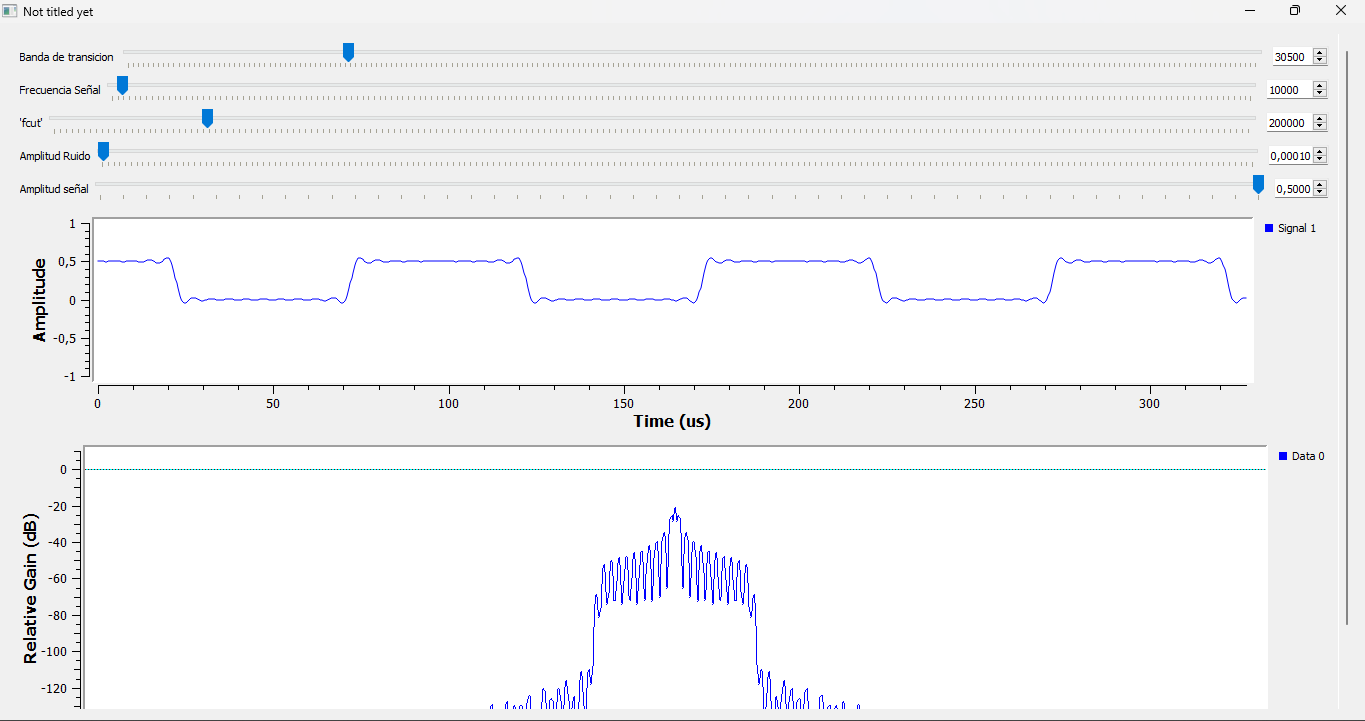 Not titled yet
Banda de transicion 30500
Frecuencia Señal 10000
'fcut' 200000
Amplitud Ruido 0,00010
Amplitud señal 0,5000
Signal 1
Amplitude
1
0,5
0
-0,5
-1
0 50 100 150 200 250 300
Time (us)
Data 0
Relative Gain (dB)
0
-20
-40
-60
-80
-100
-120